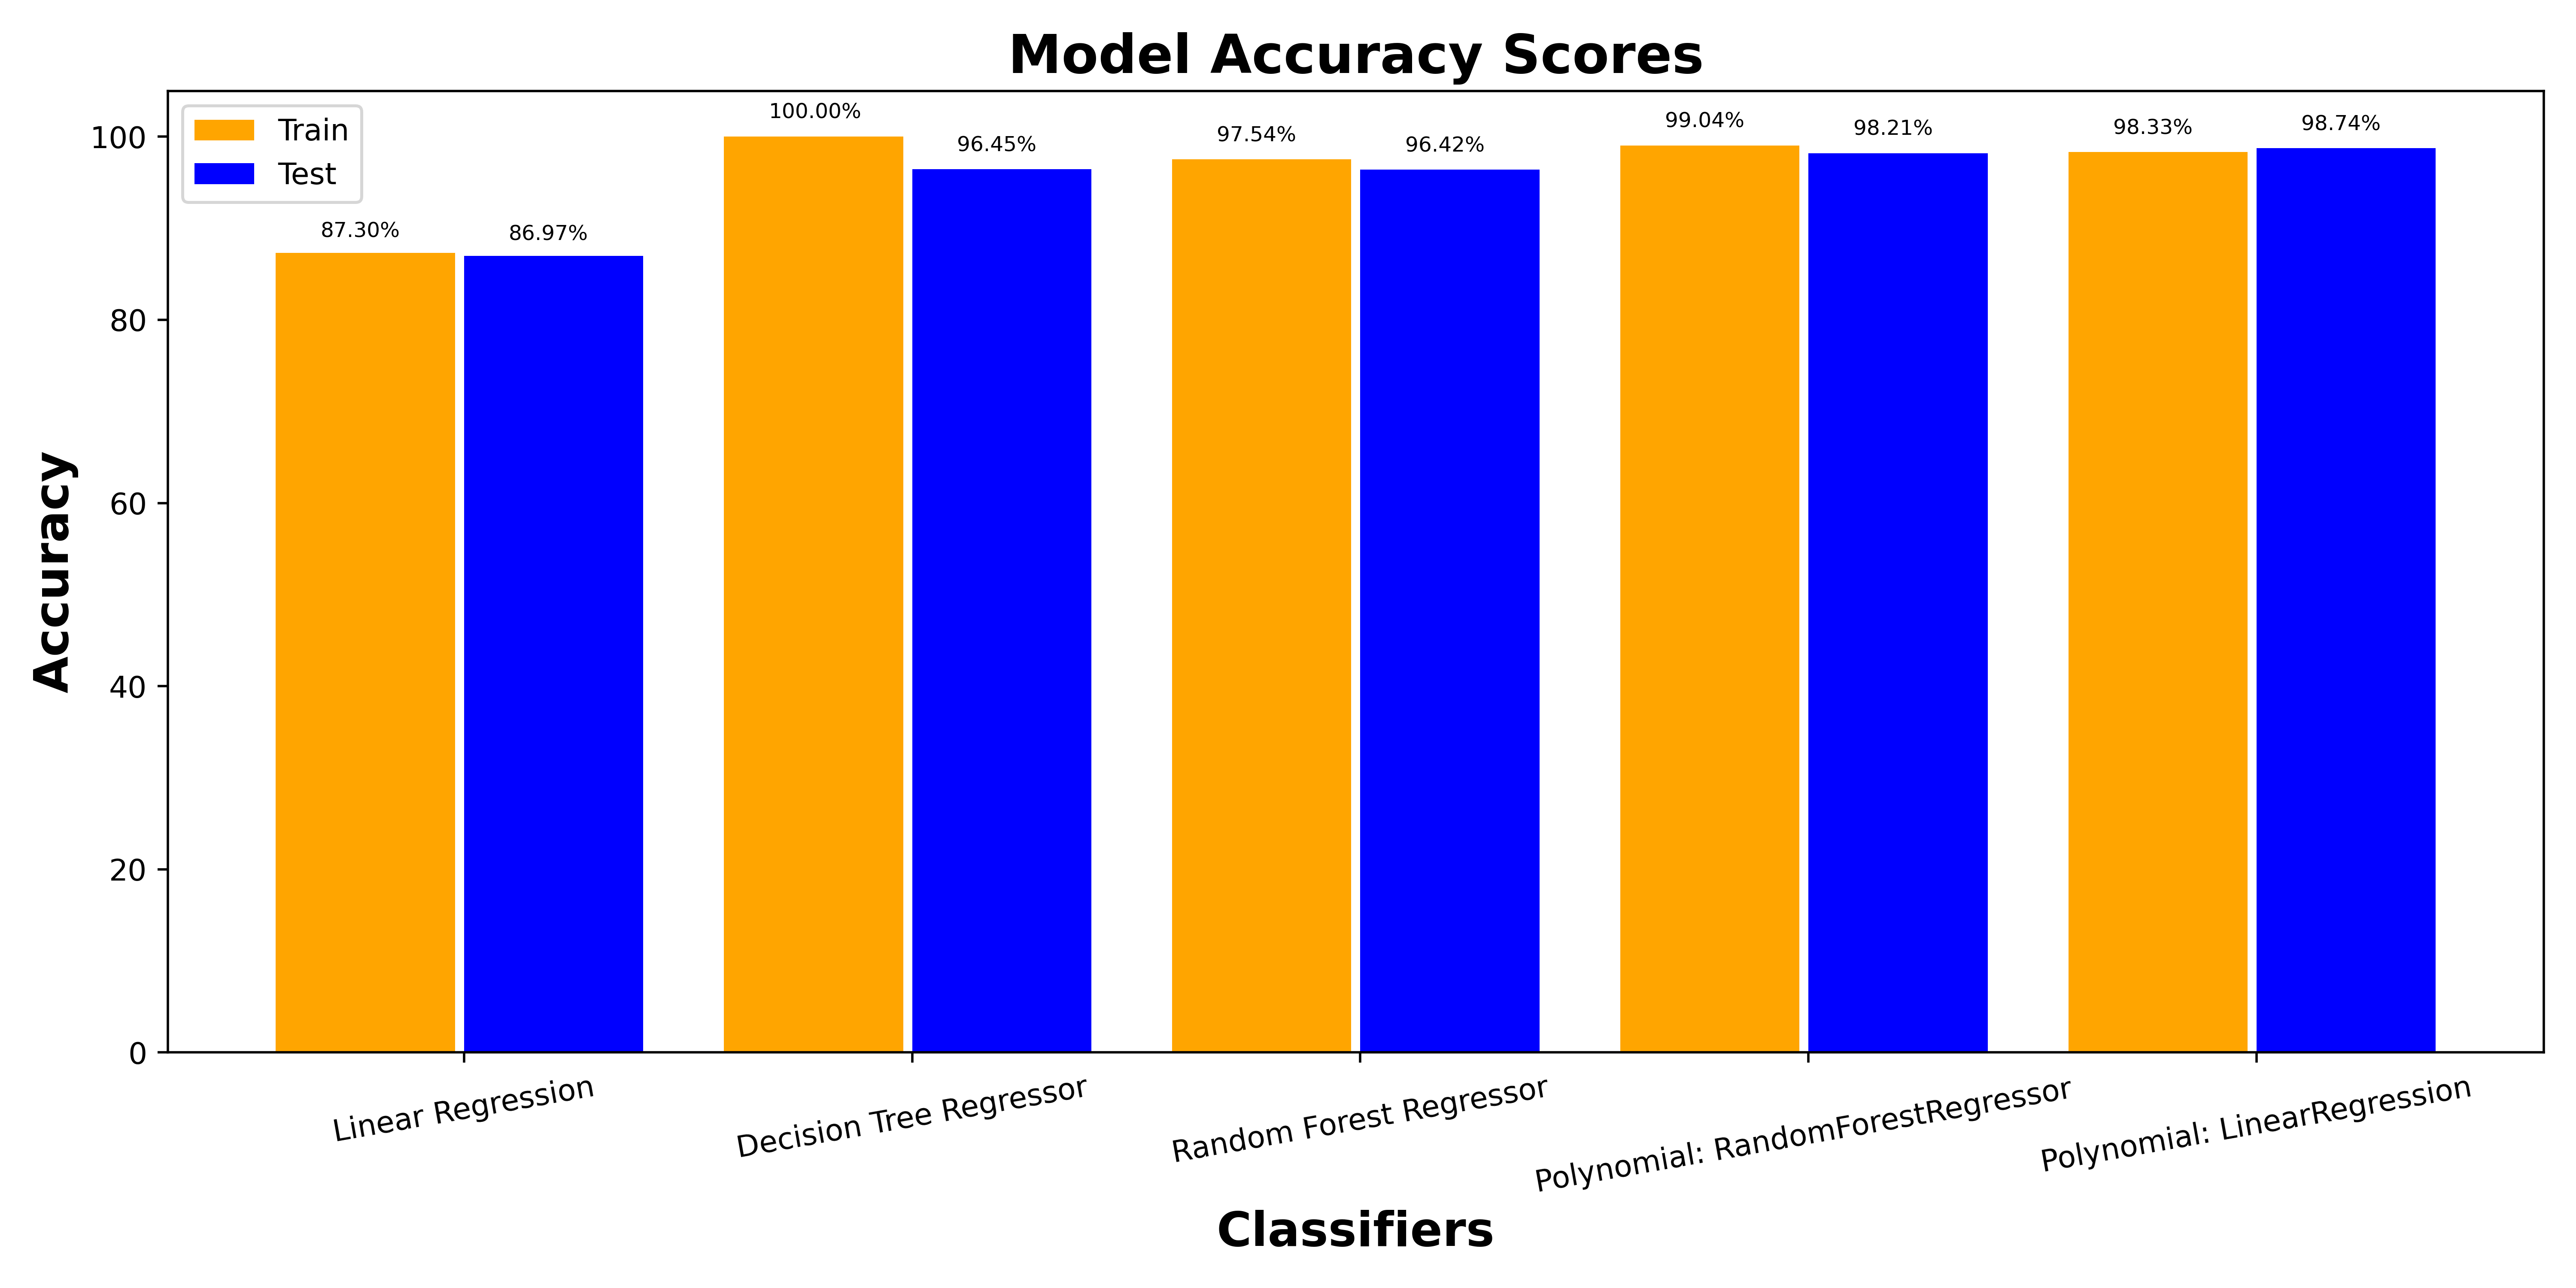 Model Accuracy Scores
Train
Test
100
80
60
40
20
0
Accuracy
87.30%
86.97%
100.00%
96.45%
97.54%
96.42%
99.04%
98.21%
98.33%
98.74%
Linear Regression
Decision Tree Regressor
Random Forest Regressor
Polynomial: RandomForestRegressor
Polynomial: LinearRegression
Classifiers